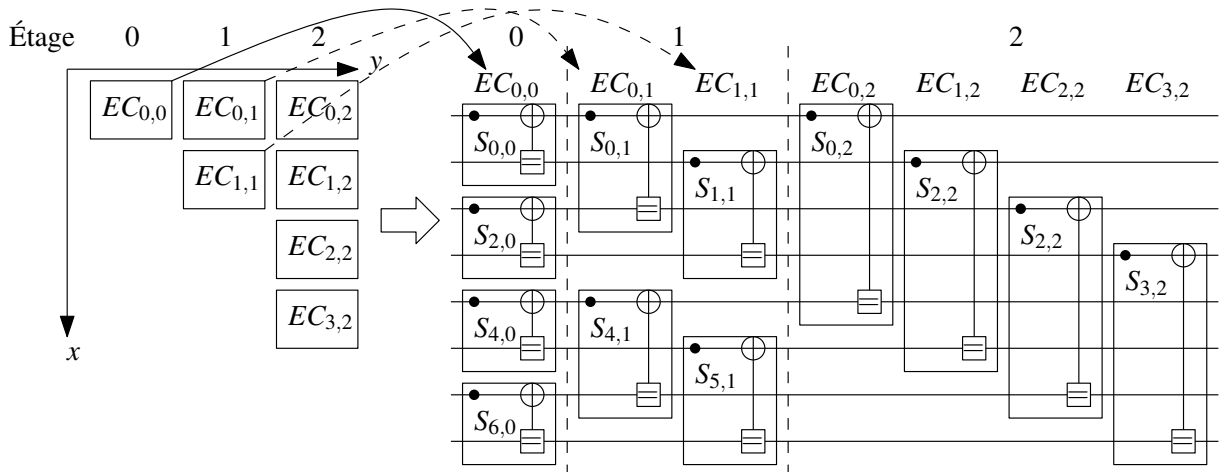 Étage 0 1 2 0 1 2
y
EC0,0 EC0,1 EC1,1 EC0,2 EC1,2 EC2,2 EC3,2
EC0,0 EC0,1 EC0,2
S0,0 S0,1 S0,2
EC1,1 EC1,2
S1,1 S2,2
EC2,2
S2,0 S2,2
EC3,2
S3,2
S4,0 S4,1
x
S5,1
S6,0